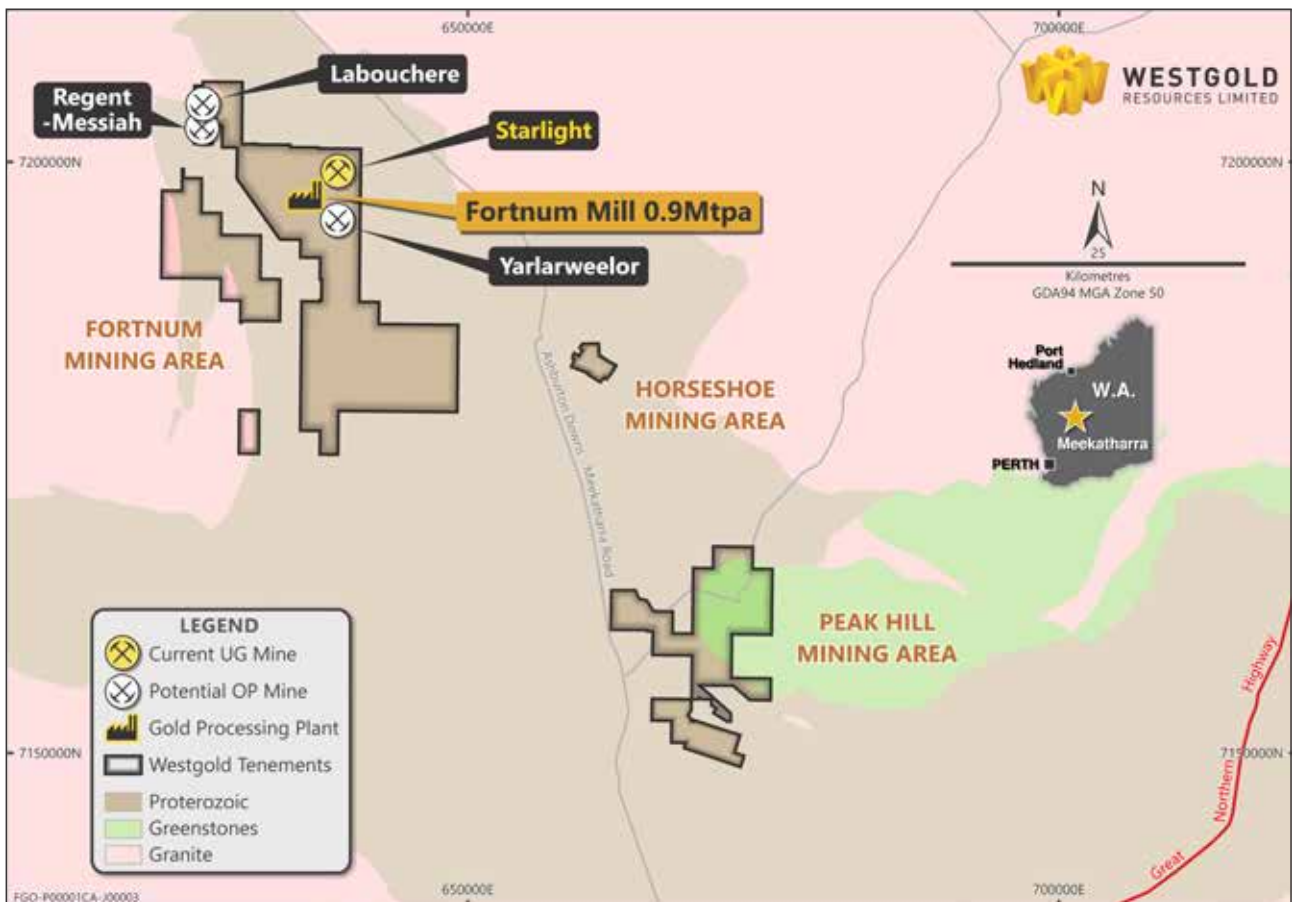 650000E
700000E
WESTGOLD
RESOURCES LIMITED
Labouchere
Regent
-Messiah
Starlight
7200000N
7200000N
Fortnum Mill 0.9Mtpa
N
25
Kilometres
GDA94 MGA Zone 50
Yarlarweelor
FORTNUM
MINING AREA
HORSESHOE
MINING AREA
Ashburton Downs - Meekatharra Road
Port
Hedland
W.A.
Meekatharra
PERTH
PEAK HILL
MINING AREA
LEGEND
Current UG Mine
Potential OP Mine
Gold Processing Plant
Westgold Tenements
Proterozoic
Greenstones
Granite
7150000N
7150000N
Great Northern Highway
650000E
700000E
FGO-P00001CA-J00003